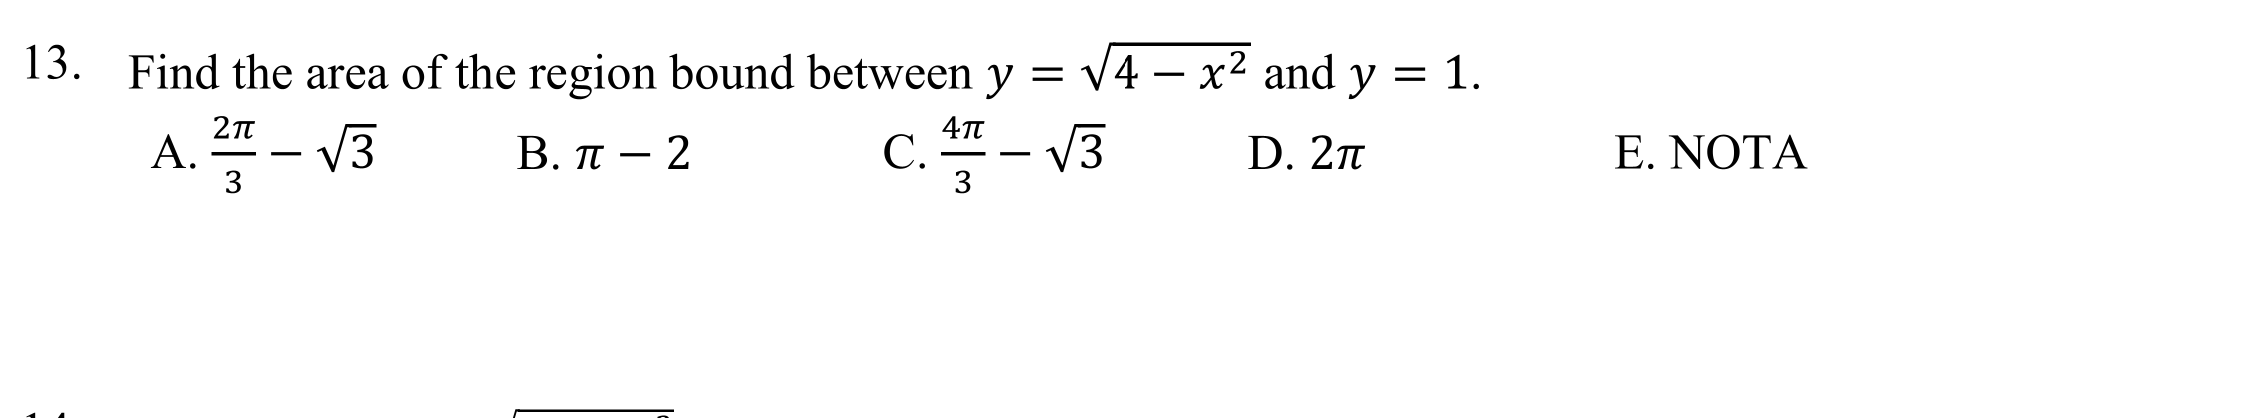 13. Find the area of the region bound between y = √(4 − x²) and y = 1.
A. 2π/3 − √3 B. π − 2 C. 4π/3 − √3 D. 2π E. NOTA